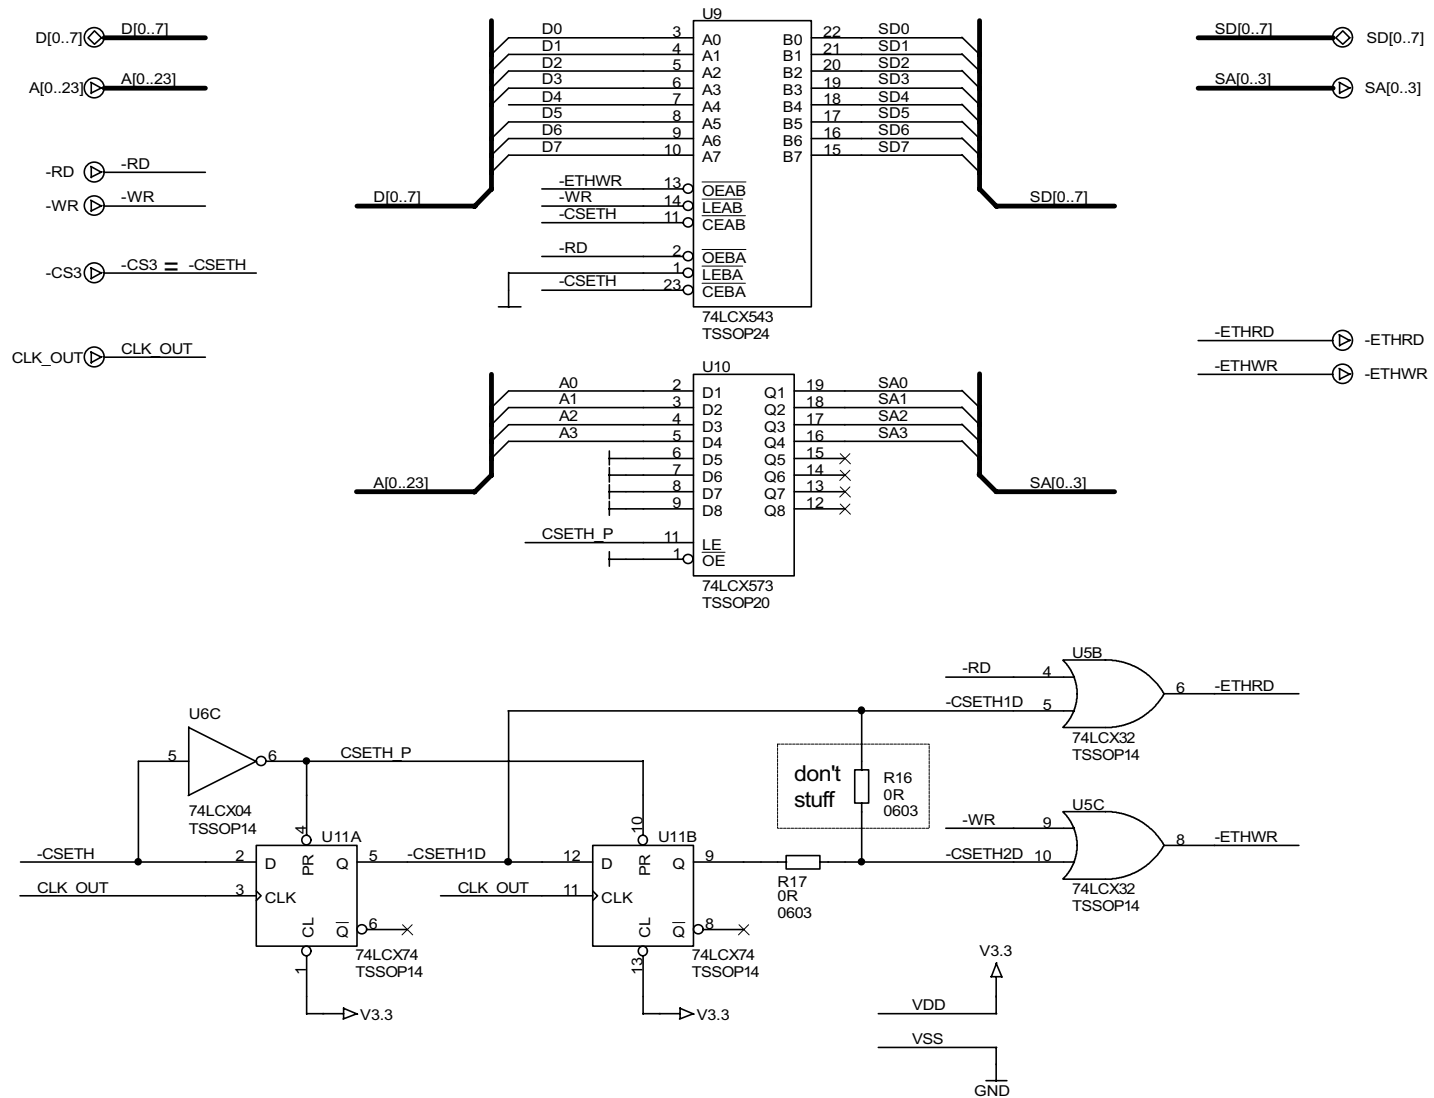 D[0..7] D[0..7]
A[0..23] A[0..23]
-RD -RD
-WR -WR
-CS3 -CS3 = -CSETH
CLK_OUT CLK_OUT
U9
D0 3 A0 B0 22 SD0
D1 4 A1 B1 21 SD1
D2 5 A2 B2 20 SD2
D3 6 A3 B3 19 SD3
D4 7 A4 B4 18 SD4
D5 8 A5 B5 17 SD5
D6 9 A6 B6 16 SD6
D7 10 A7 B7 15 SD7
D[0..7] SD[0..7]
-ETHWR 13 OEAB
-WR 14 LEAB
-CSETH 11 CEAB
-RD 2 OEBA
1 LEBA
-CSETH 23 CEBA
74LCX543
TSSOP24
SD[0..7] SD[0..7]
SA[0..3] SA[0..3]
-ETHRD -ETHRD
-ETHWR -ETHWR
U10
A0 2 D1 Q1 19 SA0
A1 3 D2 Q2 18 SA1
A2 4 D3 Q3 17 SA2
A3 5 D4 Q4 16 SA3
6 D5 Q5 15
7 D6 Q6 14
8 D7 Q7 13
9 D8 Q8 12
A[0..23] SA[0..3]
CSETH_P 11 LE
1 OE
74LCX573
TSSOP20
U6C
5 6 CSETH_P
74LCX04
TSSOP14
U11A
4
-CSETH 2 D PR Q 5 -CSETH1D
CLK_OUT 3 CLK
CL Q 6
1
74LCX74
TSSOP14
V3.3
U11B
10
12 D PR Q 9
CLK_OUT 11 CLK
CL Q 8
13
74LCX74
TSSOP14
V3.3
don't
stuff
R16
0R
0603
R17
0R
0603
U5B
-RD 4
-CSETH1D 5
6 -ETHRD
74LCX32
TSSOP14
U5C
-WR 9
-CSETH2D 10
8 -ETHWR
74LCX32
TSSOP14
V3.3
VDD
VSS
GND